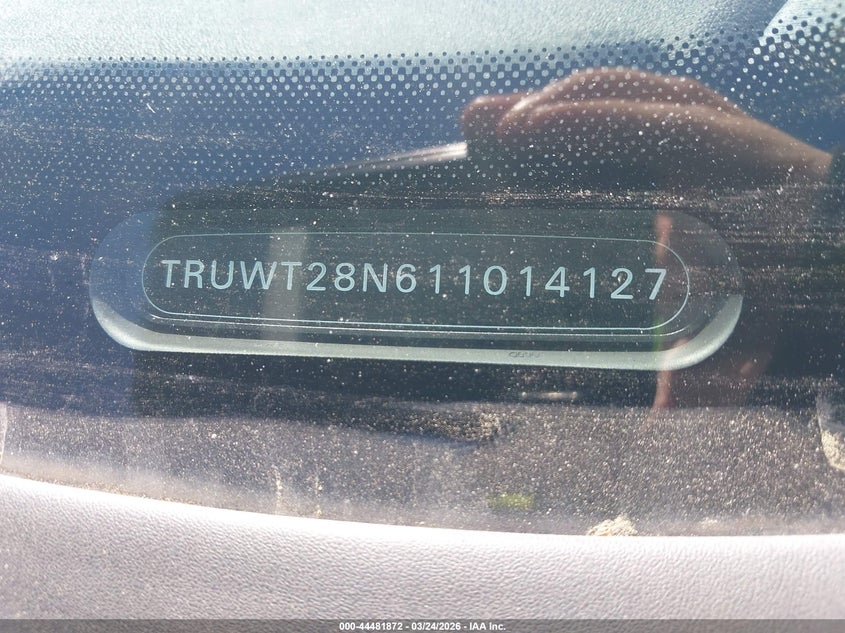 TRUWT28N611014127
000-44481872 - 03/24/2026 - IAA Inc.